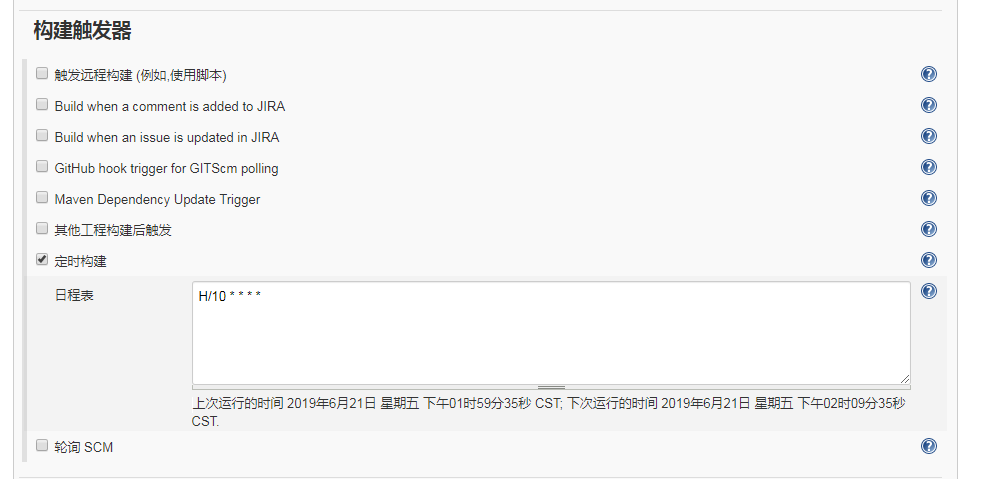 构建触发器
触发远程构建 (例如,使用脚本)
Build when a comment is added to JIRA
Build when an issue is updated in JIRA
GitHub hook trigger for GITScm polling
Maven Dependency Update Trigger
其他工程构建后触发
定时构建
日程表
H/10 * * * *
上次运行的时间 2019年6月21日 星期五 下午01时59分35秒 CST; 下次运行的时间 2019年6月21日 星期五 下午02时09分35秒
CST.
轮询 SCM